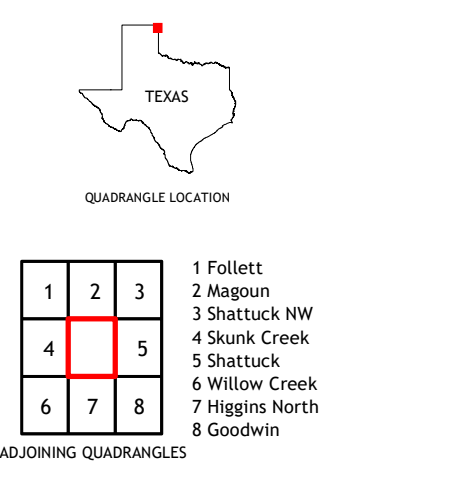 TEXAS
QUADRANGLE LOCATION
1 2 3
4 5
6 7 8
1 Follett
2 Magoun
3 Shattuck NW
4 Skunk Creek
5 Shattuck
6 Willow Creek
7 Higgins North
8 Goodwin
ADJOINING QUADRANGLES